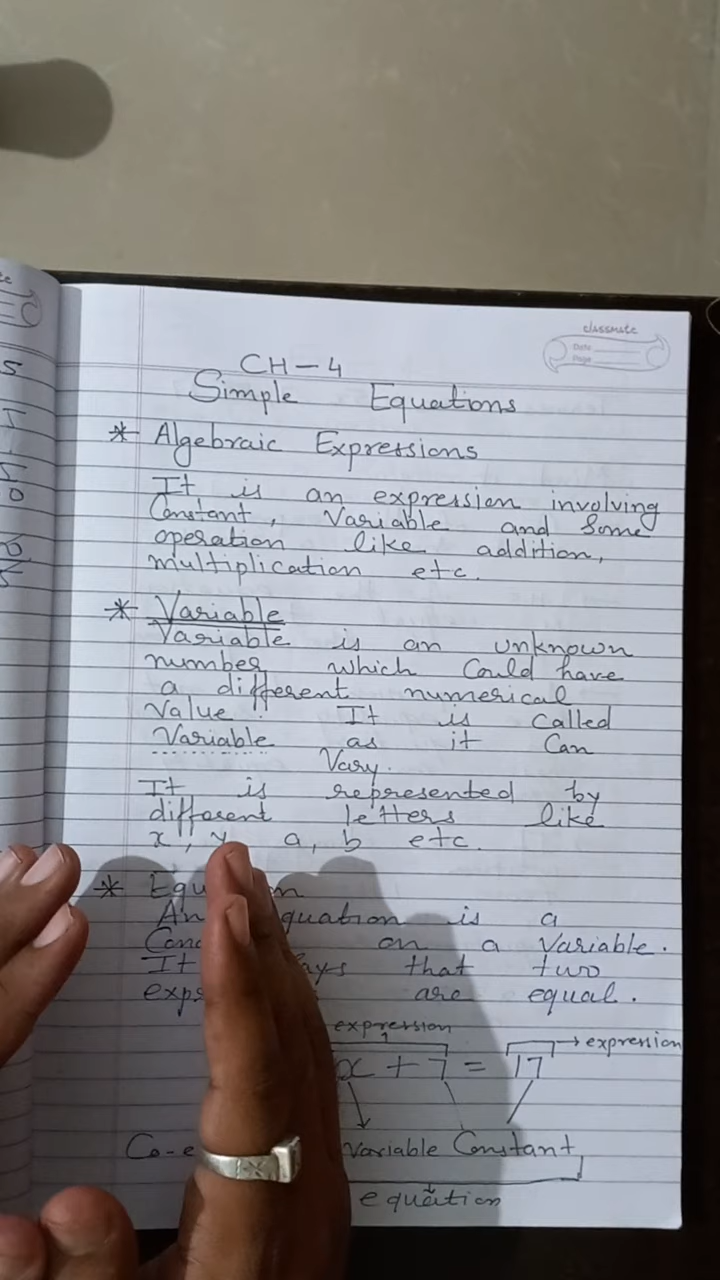 classmate
Date
Page
CH-4
Simple Equations
* Algebraic Expressions
It is an expression involving
Constant, Variable and Some
operation like addition,
multiplication etc.
* Variable
Variable is an unknown
number which Could have
a different numerical
Value. It is Called
Variable as it Can
Vary.
It is represented by
different letters like
x, y a, b etc.
*
An is a
on a Variable.
It that two
are equal.
expression
x + 7 = 17 → expression
Variable Constant
equation